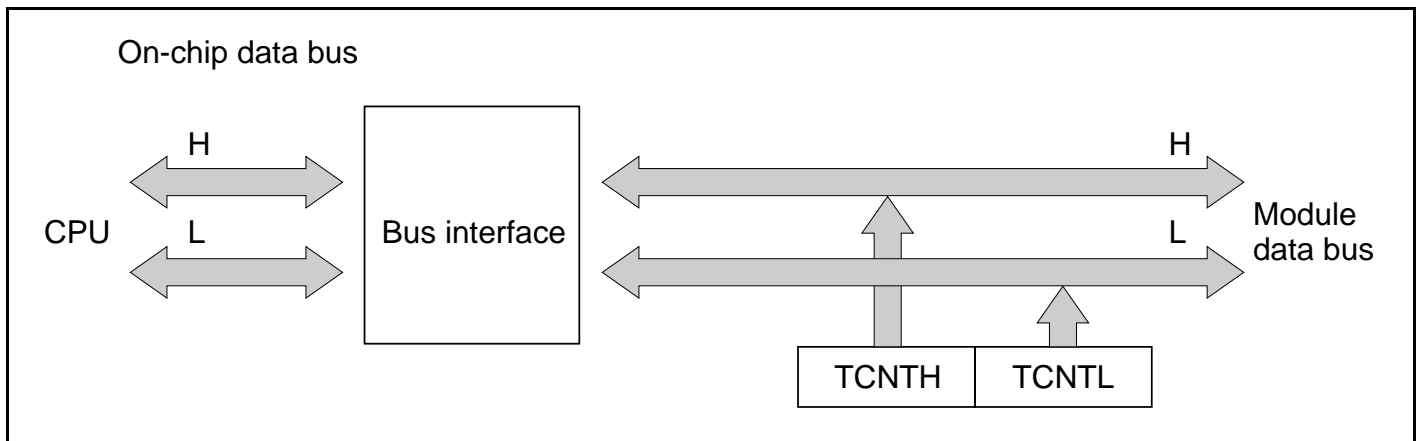 On-chip data bus
H
H
CPU
L
Bus interface
L
Module
data bus
TCNTH
TCNTL